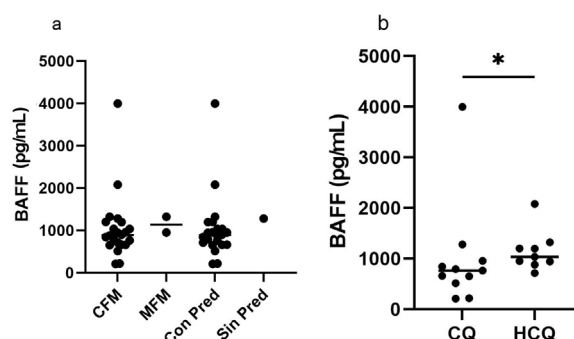 a
BAFF (pg/mL)
5000
4000
3000
2000
1000
0
CFM
MFM
Con Pred
Sin Pred
b
BAFF (pg/mL)
5000
4000
3000
2000
1000
0
*
CQ
HCQ